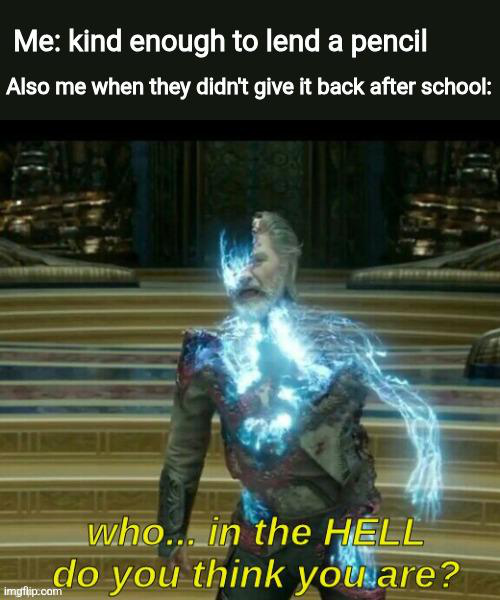 Me: kind enough to lend a pencil
Also me when they didn't give it back after school:
who... in the HELL
do you think you are?
imgflip.com